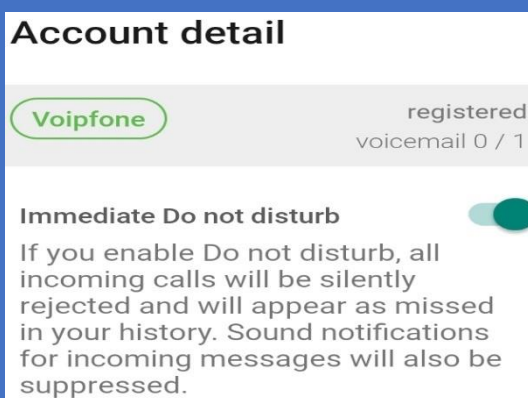 Account detail
Voipfone
registered
voicemail 0 / 1
Immediate Do not disturb
If you enable Do not disturb, all
incoming calls will be silently
rejected and will appear as missed
in your history. Sound notifications
for incoming messages will also be
suppressed.